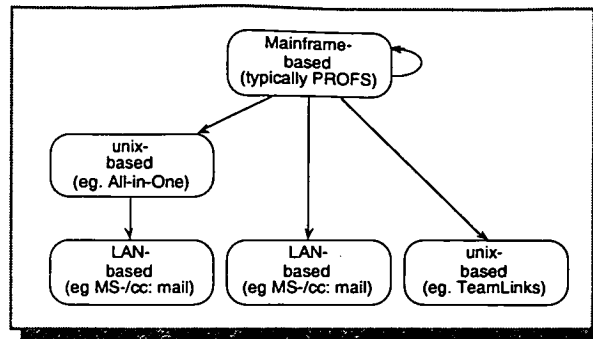 Mainframe-
based
(typically PROFS)
unix-
based
(eg. All-in-One)
LAN-
based
(eg MS-/cc: mail)
LAN-
based
(eg MS-/cc: mail)
unix-
based
(eg. TeamLinks)